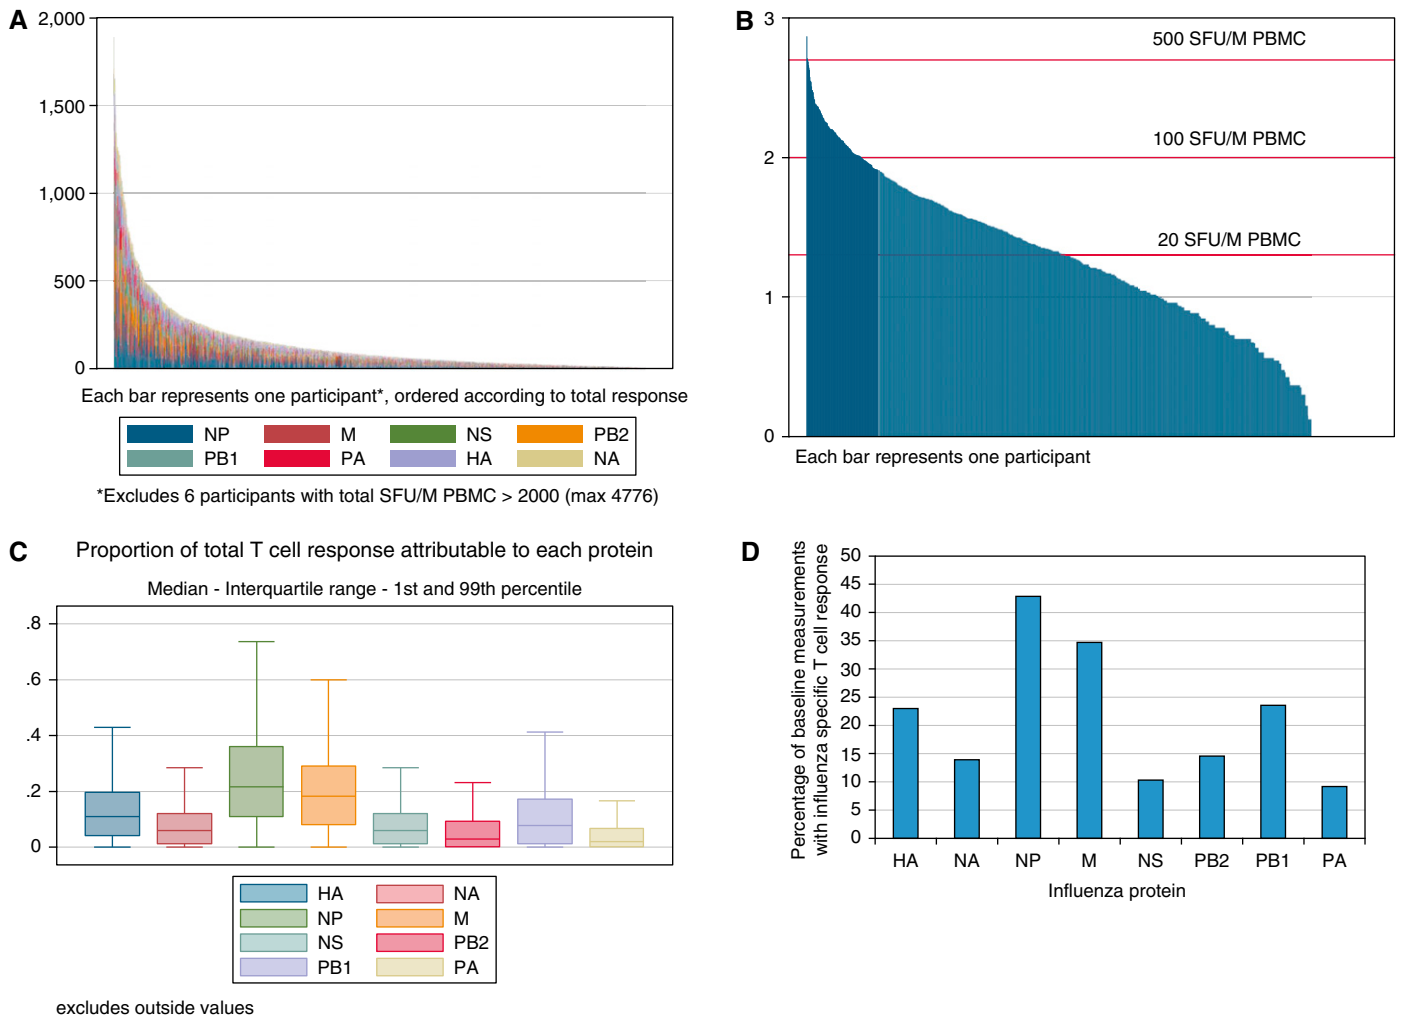 A
2,000
1,500
1,000
500
0
Each bar represents one participant*, ordered according to total response
NP M NS PB2
PB1 PA HA NA
*Excludes 6 participants with total SFU/M PBMC > 2000 (max 4776)
B
3
2
1
0
500 SFU/M PBMC
100 SFU/M PBMC
20 SFU/M PBMC
Each bar represents one participant
C
Proportion of total T cell response attributable to each protein
Median - Interquartile range - 1st and 99th percentile
.8
.6
.4
.2
0
HA NA
NP M
NS PB2
PB1 PA
excludes outside values
D
Percentage of baseline measurements
with influenza specific T cell response
50
45
40
35
30
25
20
15
10
5
0
HA NA NP M NS PB2 PB1 PA
Influenza protein